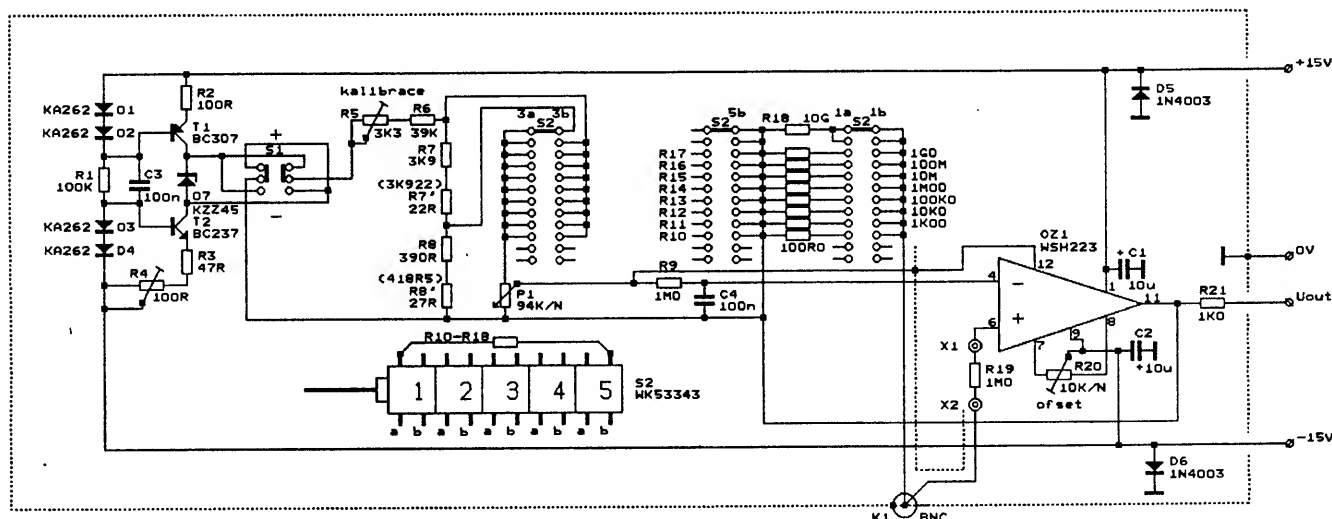 +15V
R2
100R
KA262 D1
KA262 D2
T1
BC307
kalibrace
R5
3K3
R6
39K
3a 3b
S2
R7
3K9
(3K922)
R7'
22R
R8
390R
(418R5)
R8'
27R
P1
94K/N
+
S1
-
R1
100K
C3
100n
D7
KZZ45
T2
BC237
KA262 D3
KA262 D4
R3
47R
R4
100R
5b
S2
R18 10G
1a 1b
S2
R17 1G0
R16 100M
R15 10M
R14 1M00
R13 100K0
R12 10K0
R11 1K00
R10
100R0
D5
1N4003
OZ1
WSH223
12
4
-
6
+
7
9
8
1
11
+ C1
10u
0V
R21
1K0
Uout
C2
+10u
R20
10K/N
ofset
R9
1M0
C4
100n
X1
R19
1M0
X2
R10-R18
1 2 3 4 5
S2
WK53343
a b a b a b a b a b
-15V
D6
1N4003
K1 BNC